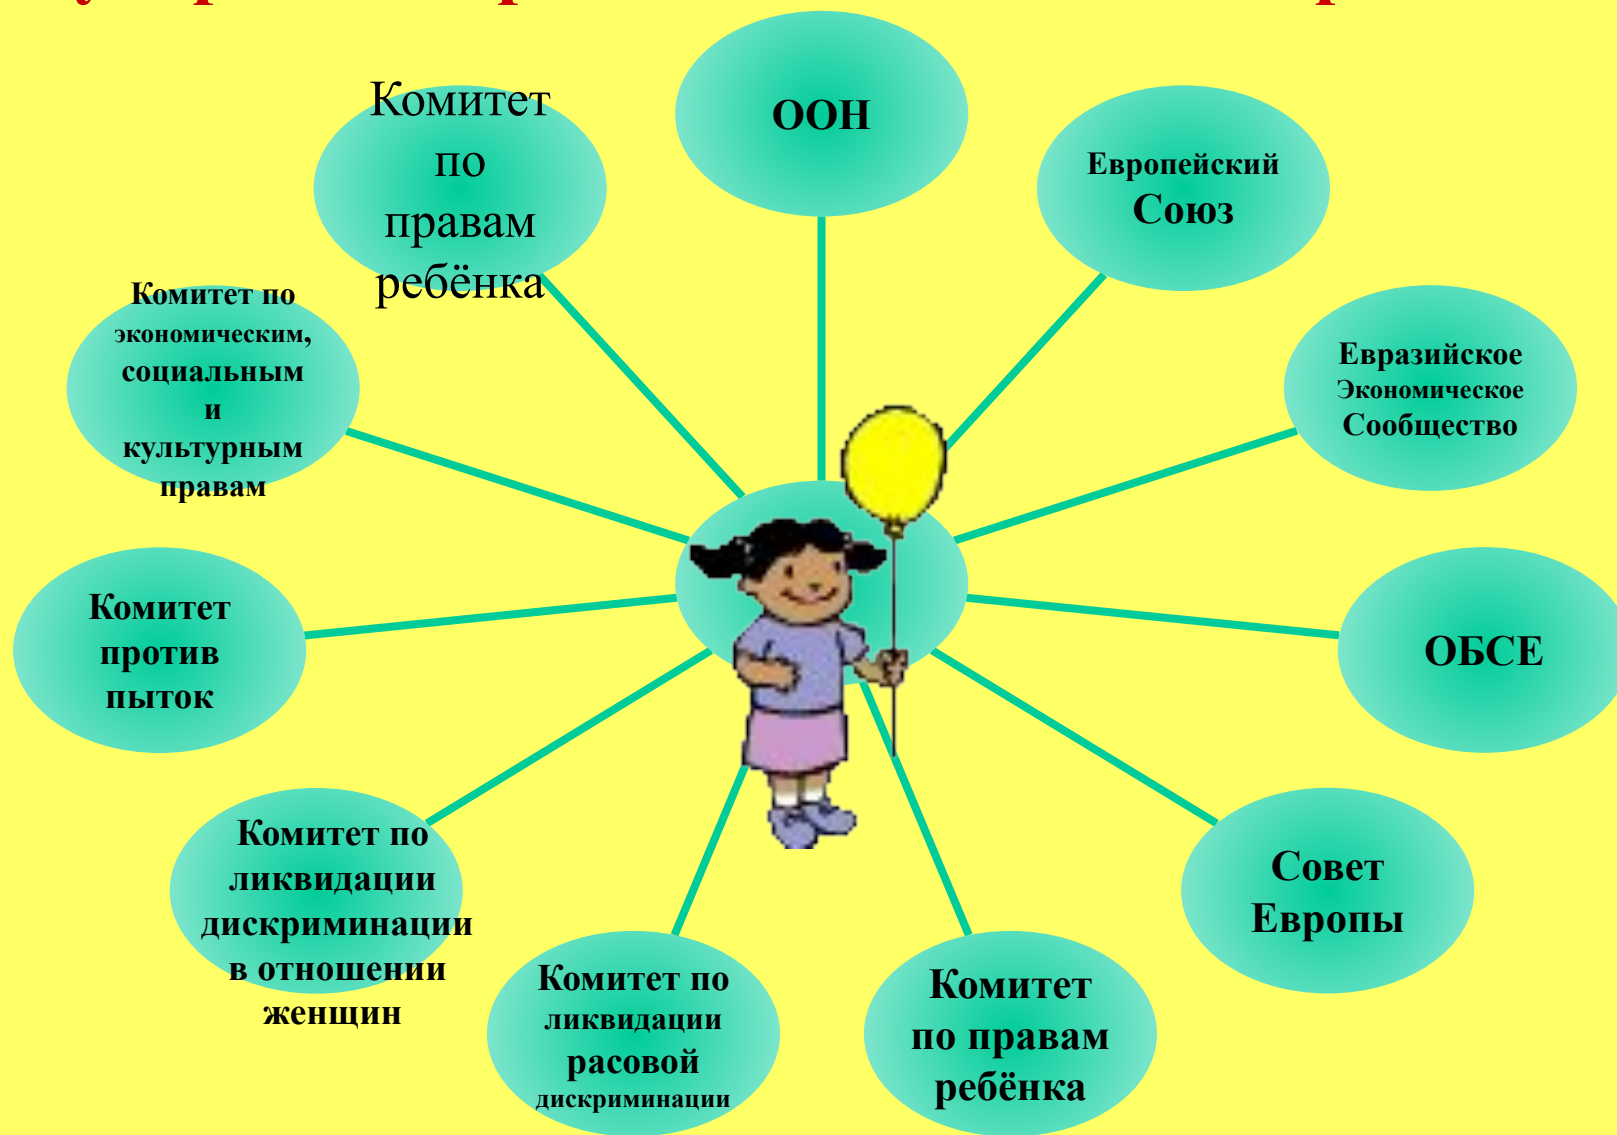 ООН
Европейский
Союз
Евразийское
Экономическое
Сообщество
ОБСЕ
Совет
Европы
Комитет
по правам
ребёнка
Комитет по
ликвидации
расовой
дискриминации
Комитет по
ликвидации
дискриминации
в отношении
женщин
Комитет
против
пыток
Комитет по
экономическим,
социальным
и
культурным
правам
Комитет
по
правам
ребёнка